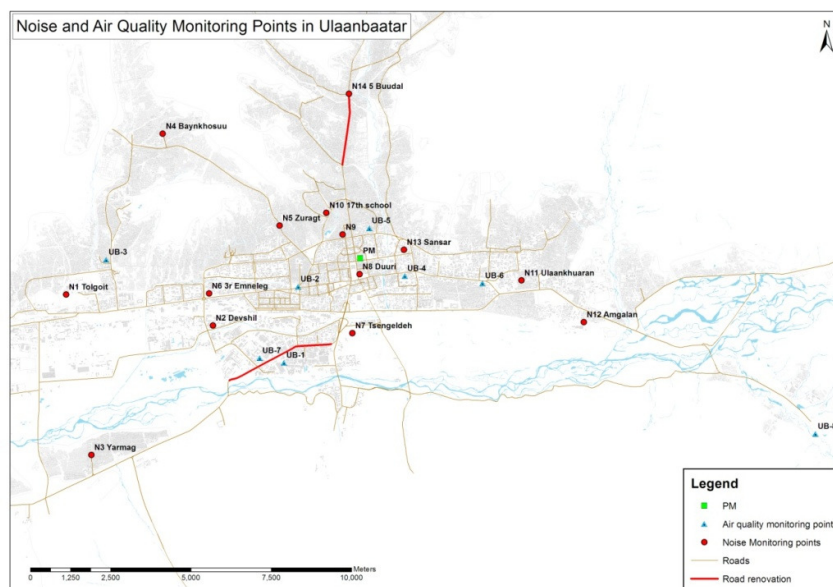 Noise and Air Quality Monitoring Points in Ulaanbaatar
N
N14 5 Buudal
N4 Baynkhosuu
N10 17th school
N5 Zuragt
UB-5
N9
N13 Sansar
UB-3
PM
N8 Duuri
UB-4
N11 Ulaankhuaran
UB-6
UB-2
N1 Tolgoit
N6 3r Emneleg
N12 Amgalan
N2 Devshil
N7 Tsengeldeh
UB-7
UB-1
UB-8
N3 Yarmag
Legend
PM
Air quality monitoring point
Noise Monitoring points
Roads
Road renovation
Meters
0 1,250 2,500 5,000 7,500 10,000